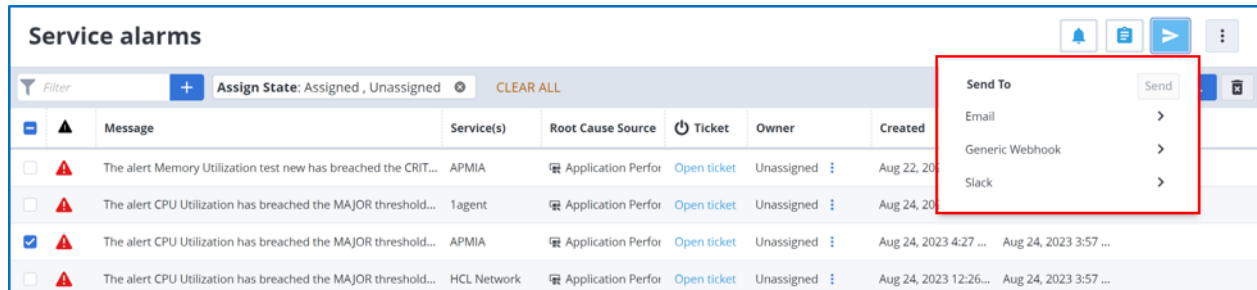 Service alarms
Filter + Assign State: Assigned , Unassigned CLEAR ALL
Send To Send
Email
Generic Webhook
Slack
Message Service(s) Root Cause Source Ticket Owner Created
The alert Memory Utilization test new has breached the CRIT... APMIA Application Perfor Open ticket Unassigned Aug 22, 20
The alert CPU Utilization has breached the MAJOR threshold... 1agent Application Perfor Open ticket Unassigned Aug 24, 20
The alert CPU Utilization has breached the MAJOR threshold... APMIA Application Perfor Open ticket Unassigned Aug 24, 2023 4:27 ... Aug 24, 2023 3:57 ...
The alert CPU Utilization has breached the MAJOR threshold... HCL Network Application Perfor Open ticket Unassigned Aug 24, 2023 12:26... Aug 24, 2023 3:57 ...